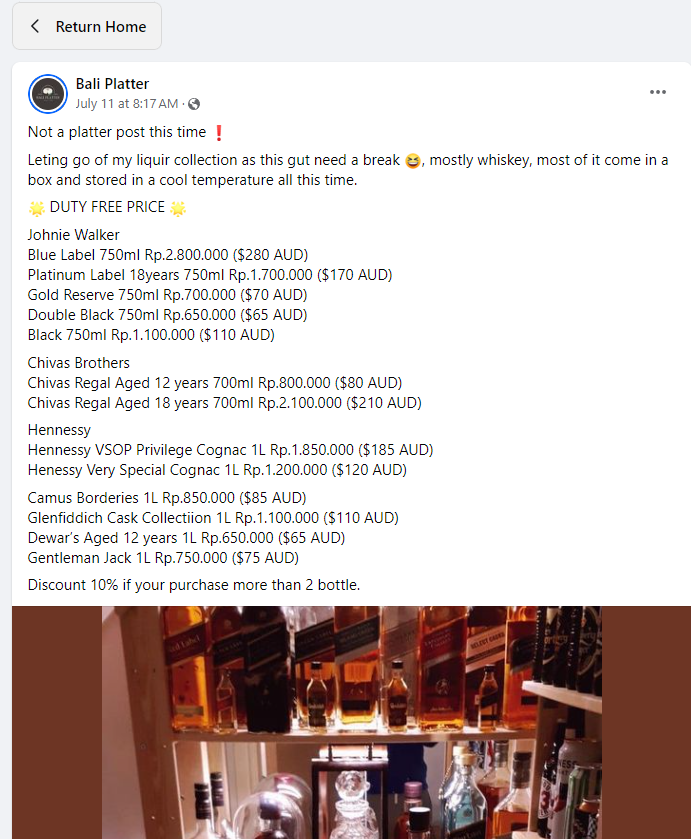 Return Home
Bali Platter
July 11 at 8:17 AM ·
Not a platter post this time ❗
Leting go of my liquir collection as this gut need a break 😆, mostly whiskey, most of it come in a
box and stored in a cool temperature all this time.
🌟 DUTY FREE PRICE 🌟
Johnie Walker
Blue Label 750ml Rp.2.800.000 ($280 AUD)
Platinum Label 18years 750ml Rp.1.700.000 ($170 AUD)
Gold Reserve 750ml Rp.700.000 ($70 AUD)
Double Black 750ml Rp.650.000 ($65 AUD)
Black 750ml Rp.1.100.000 ($110 AUD)
Chivas Brothers
Chivas Regal Aged 12 years 700ml Rp.800.000 ($80 AUD)
Chivas Regal Aged 18 years 700ml Rp.2.100.000 ($210 AUD)
Hennessy
Hennessy VSOP Privilege Cognac 1L Rp.1.850.000 ($185 AUD)
Henessy Very Special Cognac 1L Rp.1.200.000 ($120 AUD)
Camus Borderies 1L Rp.850.000 ($85 AUD)
Glenfiddich Cask Collectiion 1L Rp.1.100.000 ($110 AUD)
Dewar's Aged 12 years 1L Rp.650.000 ($65 AUD)
Gentleman Jack 1L Rp.750.000 ($75 AUD)
Discount 10% if your purchase more than 2 bottle.
Red Label
SELECT CASKS